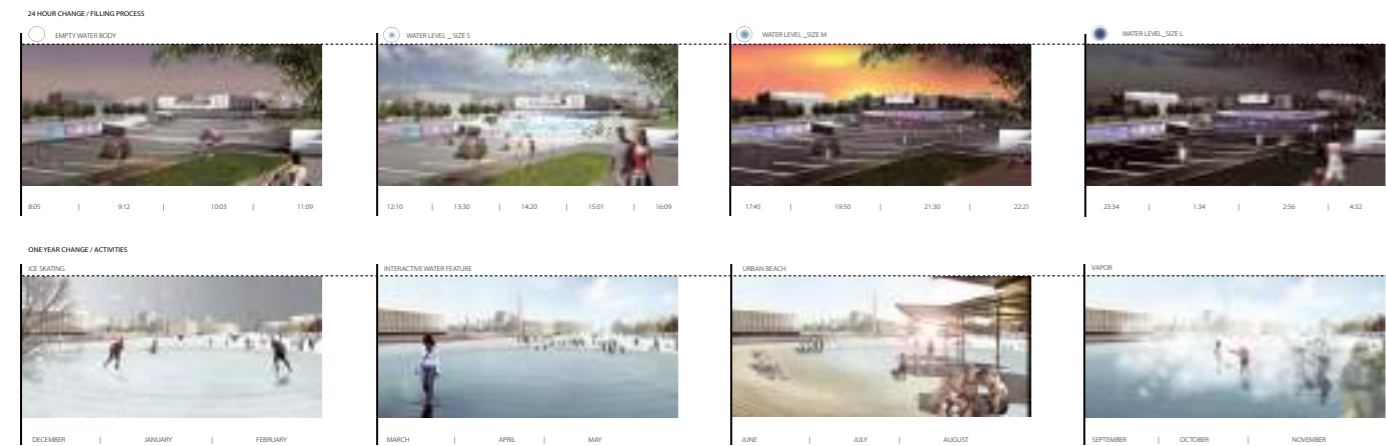 24 HOUR CHANGE / FILLING PROCESS
EMPTY WATER BODY
WATER LEVEL _ SIZE S
WATER LEVEL _SIZE M
WATER LEVEL_SIZE L
8:05 | 9:12 | 10:03 | 11:09
12:10 | 13:30 | 14:20 | 15:01 | 16:09
17:45 | 19:50 | 21:30 | 22:21
23:34 | 1:34 | 2:56 | 4:32
ONE YEAR CHANGE / ACTIVITIES
ICE SKATING
INTERACTIVE WATER FEATURE
URBAN BEACH
VAPOR
DECEMBER | JANUARY | FEBRUARY
MARCH | APRIL | MAY
JUNE | JULY | AUGUST
SEPTEMBER | OCTOBER | NOVEMBER